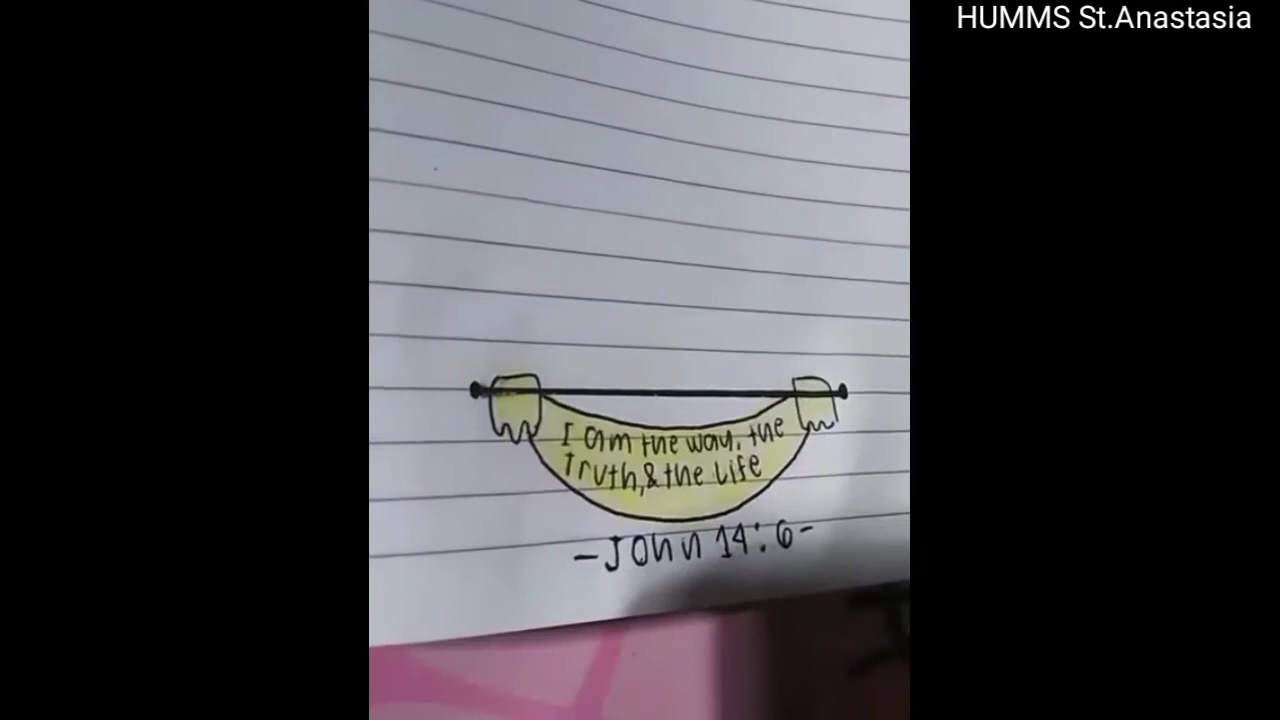 HUMMS St.Anastasia
I am the way, the
Truth,& the Life
-John 14:6-